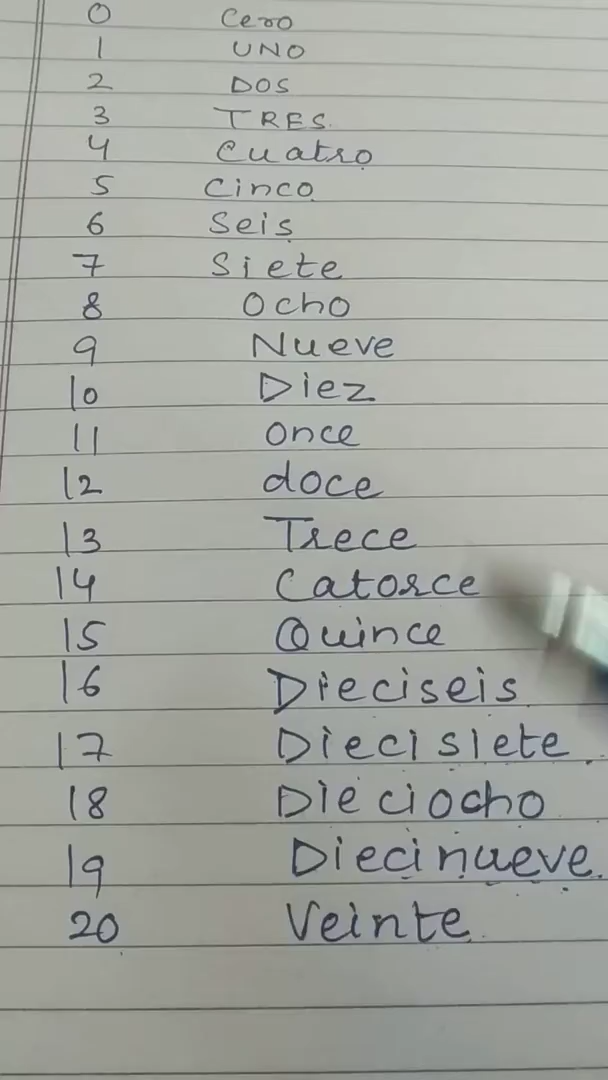 0 Cero
1 UNO
2 DOS
3 TRES.
4 Cuatro
5 Cinco
6 Seis
7 Siete
8 Ocho
9 Nueve
10 Diez
11 once
12 doce
13 Trece
14 Catorce
15 Quince
16 Dieciseis
17 Diecisiete
18 Dieciocho
19 Diecinueve.
20 Veinte